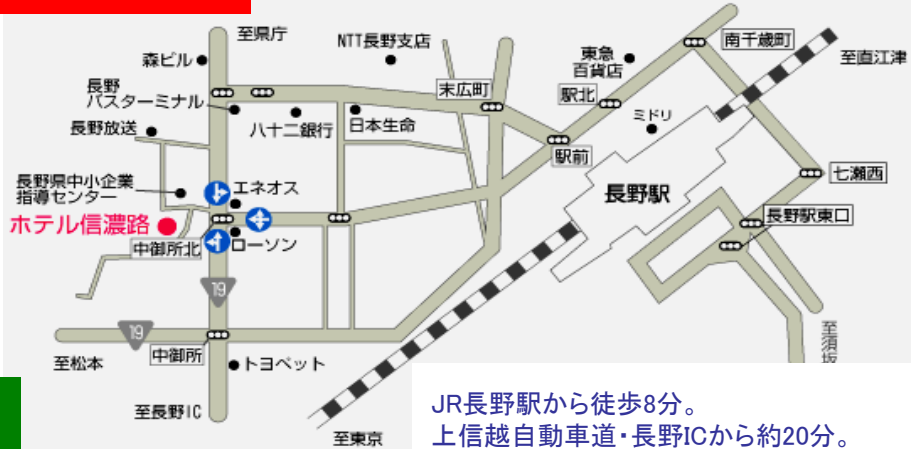 至県庁
NTT長野支店
森ビル
東急
百貨店
南千歳町
至直江津
長野
バスターミナル
末広町
駅北
ミドリ
長野放送
八十二銀行
日本生命
駅前
七瀬西
長野県中小企業
指導センター
エネオス
長野駅
長野駅東口
ホテル信濃路
中御所北
ローソン
19
19
至松本
中御所
トヨペット
至須坂
至長野IC
至東京
JR長野駅から徒歩8分。
上信越自動車道・長野ICから約20分。